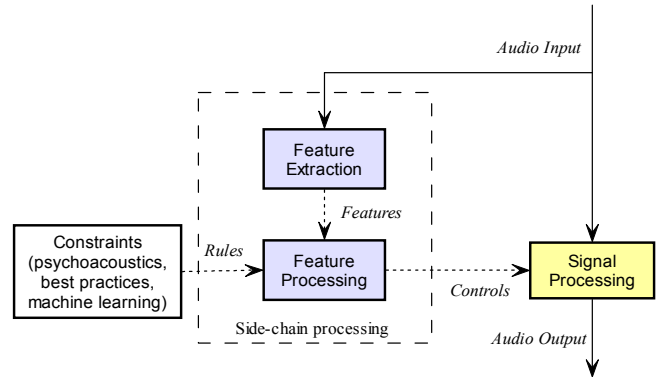 Audio Input
Feature
Extraction
Features
Constraints
(psychoacoustics,
best practices,
machine learning)
Rules
Feature
Processing
Controls
Signal
Processing
Side-chain processing
Audio Output